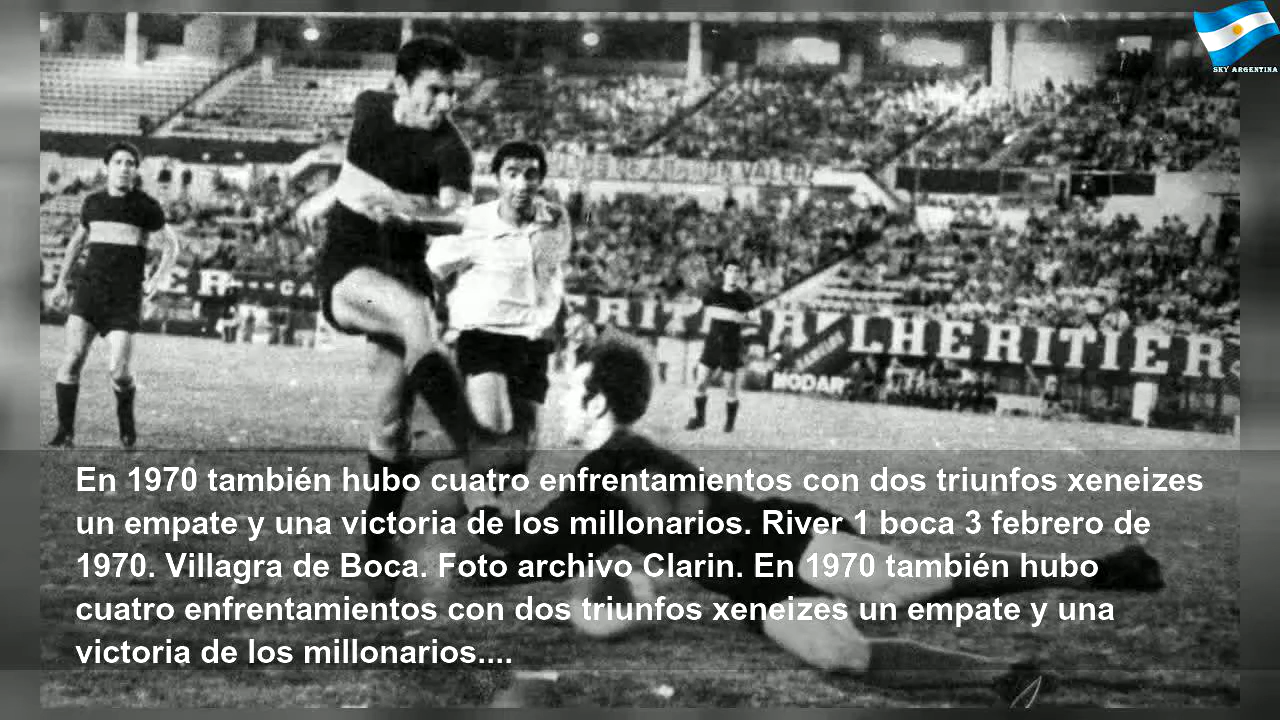 SKY ARGENTINA
LHERITIER
MODAR
En 1970 también hubo cuatro enfrentamientos con dos triunfos xeneizes
un empate y una victoria de los millonarios. River 1 boca 3 febrero de
1970. Villagra de Boca. Foto archivo Clarin. En 1970 también hubo
cuatro enfrentamientos con dos triunfos xeneizes un empate y una
victoria de los millonarios....